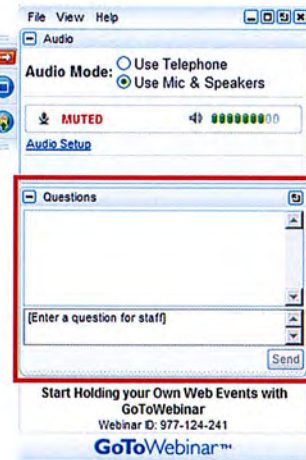 File View Help
Audio
Audio Mode: Use Telephone
Use Mic & Speakers
MUTED
Audio Setup
Questions
[Enter a question for staff]
Send
Start Holding your Own Web Events with
GoToWebinar
Webinar ID: 977-124-241
GoToWebinar™